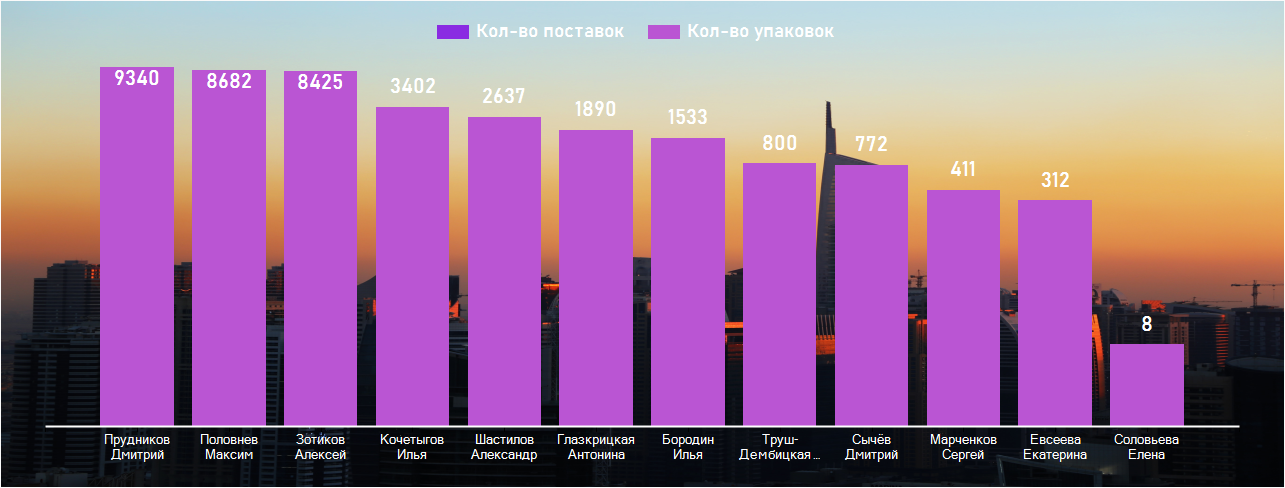 Кол-во поставок Кол-во упаковок
9340 8682 8425 3402 2637 1890 1533 800 772 411 312 8
Прудников Половнев Зотиков Кочетыгов Шастилов Глазкрицкая Бородин Труш- Сычёв Марченков Евсеева Соловьева
Дмитрий Максим Алексей Илья Александр Антонина Илья Дембицкая... Дмитрий Сергей Екатерина Елена